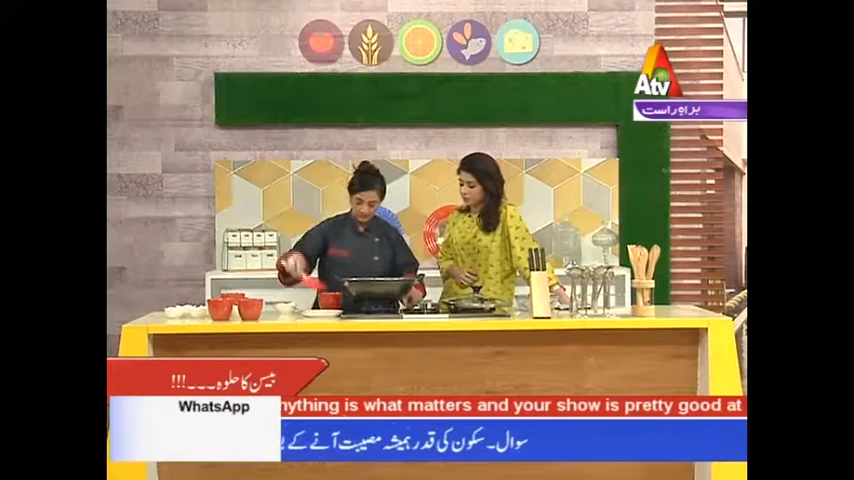 Atv
براہِ راست
بیسن کا حلوہ۔۔۔!!!
WhatsApp
nything is what matters and your show is pretty good at
سوال۔ سکون کی قدر ہمیشہ مصیبت آنے کے